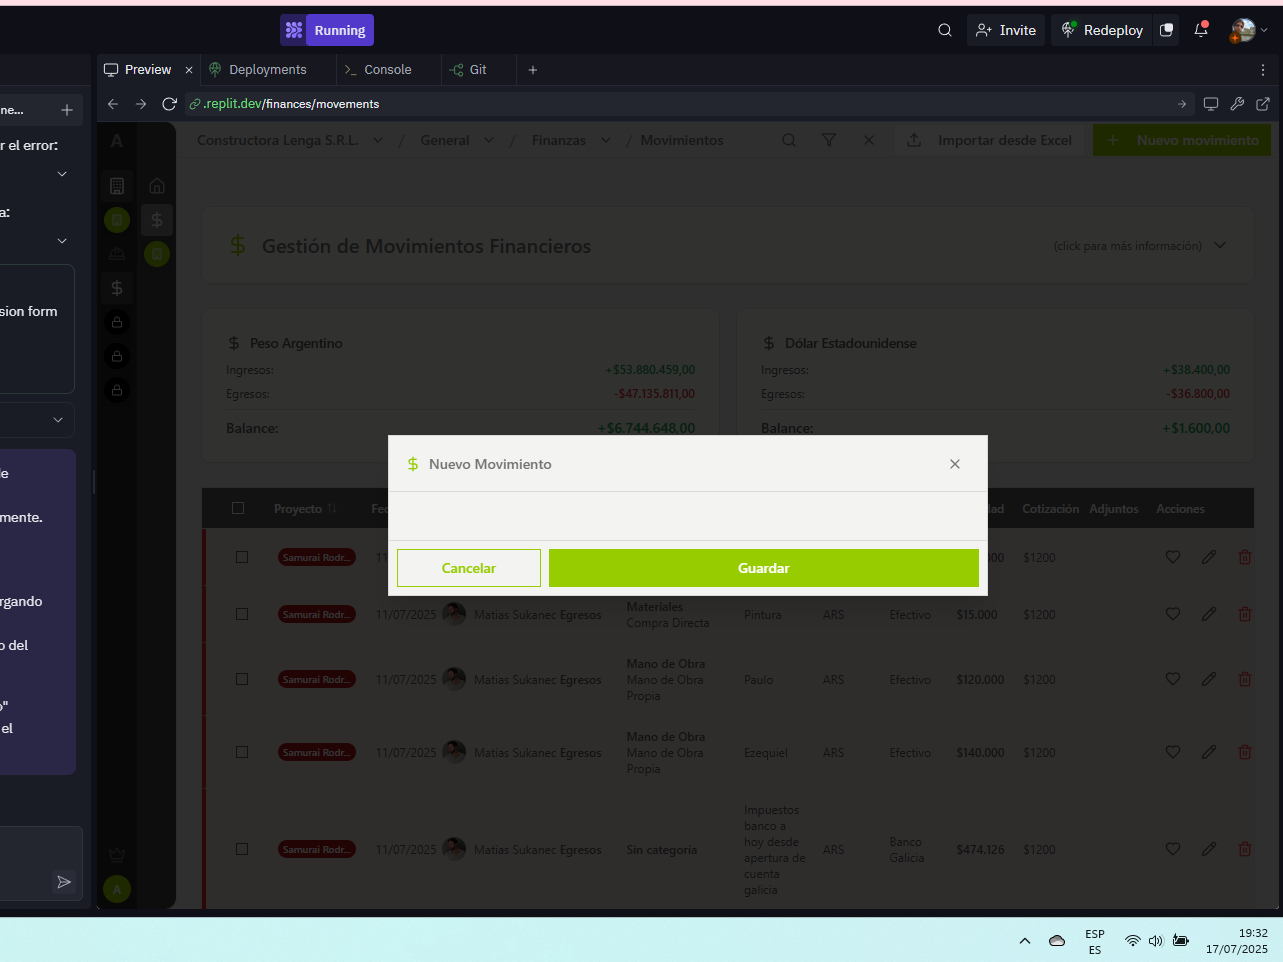 Running
Invite
Redeploy
Preview
Deployments
Console
Git
ne...
.replit.dev/finances/movements
r el error:
a:
sion form
de
mente.
rgando
o del
o"
el
A
Constructora Lenga S.R.L. / General / Finanzas / Movimientos
Importar desde Excel
+ Nuevo movimiento
Gestión de Movimientos Financieros
(click para más información)
Peso Argentino
Ingresos: +$53.880.459,00
Egresos: -$47.135.811,00
Balance: +$6.744.648,00
Dólar Estadounidense
Ingresos: +$38.400,00
Egresos: -$36.800,00
Balance: +$1.600,00
Nuevo Movimiento
Cancelar
Guardar
Proyecto Fec dad Cotización Adjuntos Acciones
Samurai Rodr... 11 000 $1200
Samurai Rodr... 11/07/2025 Matias Sukanec Egresos Materiales Compra Directa Pintura ARS Efectivo $15.000 $1200
Samurai Rodr... 11/07/2025 Matias Sukanec Egresos Mano de Obra Mano de Obra Propia Paulo ARS Efectivo $120.000 $1200
Samurai Rodr... 11/07/2025 Matias Sukanec Egresos Mano de Obra Mano de Obra Propia Ezequiel ARS Efectivo $140.000 $1200
Samurai Rodr... 11/07/2025 Matias Sukanec Egresos Sin categoría Impuestos banco a hoy desde apertura de cuenta galicia ARS Banco Galicia $474.126 $1200
A
ESP
ES
19:32
17/07/2025